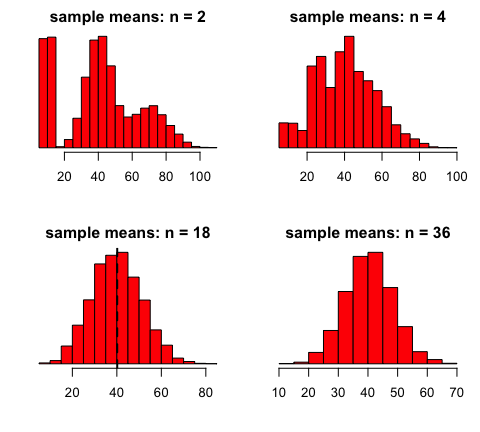 sample means: n = 2
20 40 60 80 100
sample means: n = 4
20 40 60 80 100
sample means: n = 18
20 40 60 80
sample means: n = 36
10 20 30 40 50 60 70